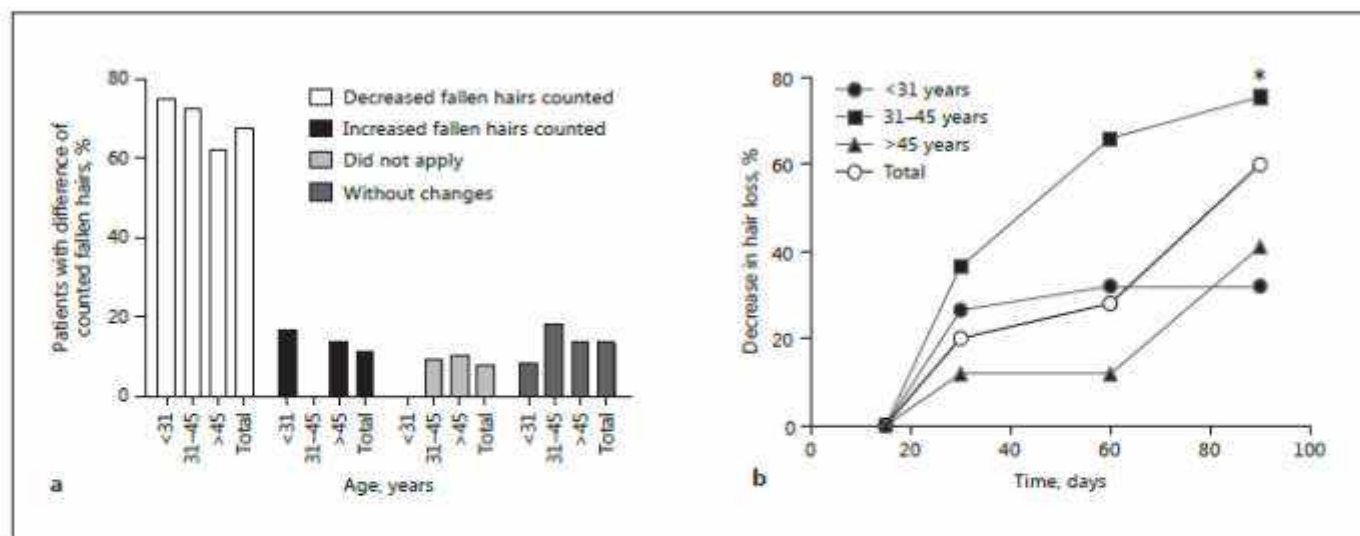 80
60
40
20
0
Patients with difference of
counted fallen hairs, %
Decreased fallen hairs counted
Increased fallen hairs counted
Did not apply
Without changes
<31
31–45
>45
Total
<31
31–45
>45
Total
<31
31–45
>45
Total
<31
31–45
>45
Total
a
Age, years
80
60
40
20
0
Decrease in hair loss, %
<31 years
31–45 years
>45 years
Total
*
0
20
40
60
80
100
b
Time, days